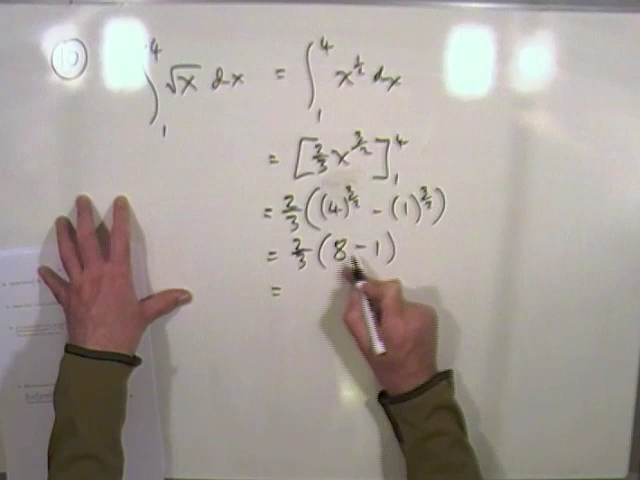 10 ∫₁⁴ √x dx = ∫₁⁴ x^½ dx
= [⅔ x^(3/2)]₁⁴
= ⅔((4)^(3/2) - (1)^(3/2))
= ⅔(8 - 1)
=